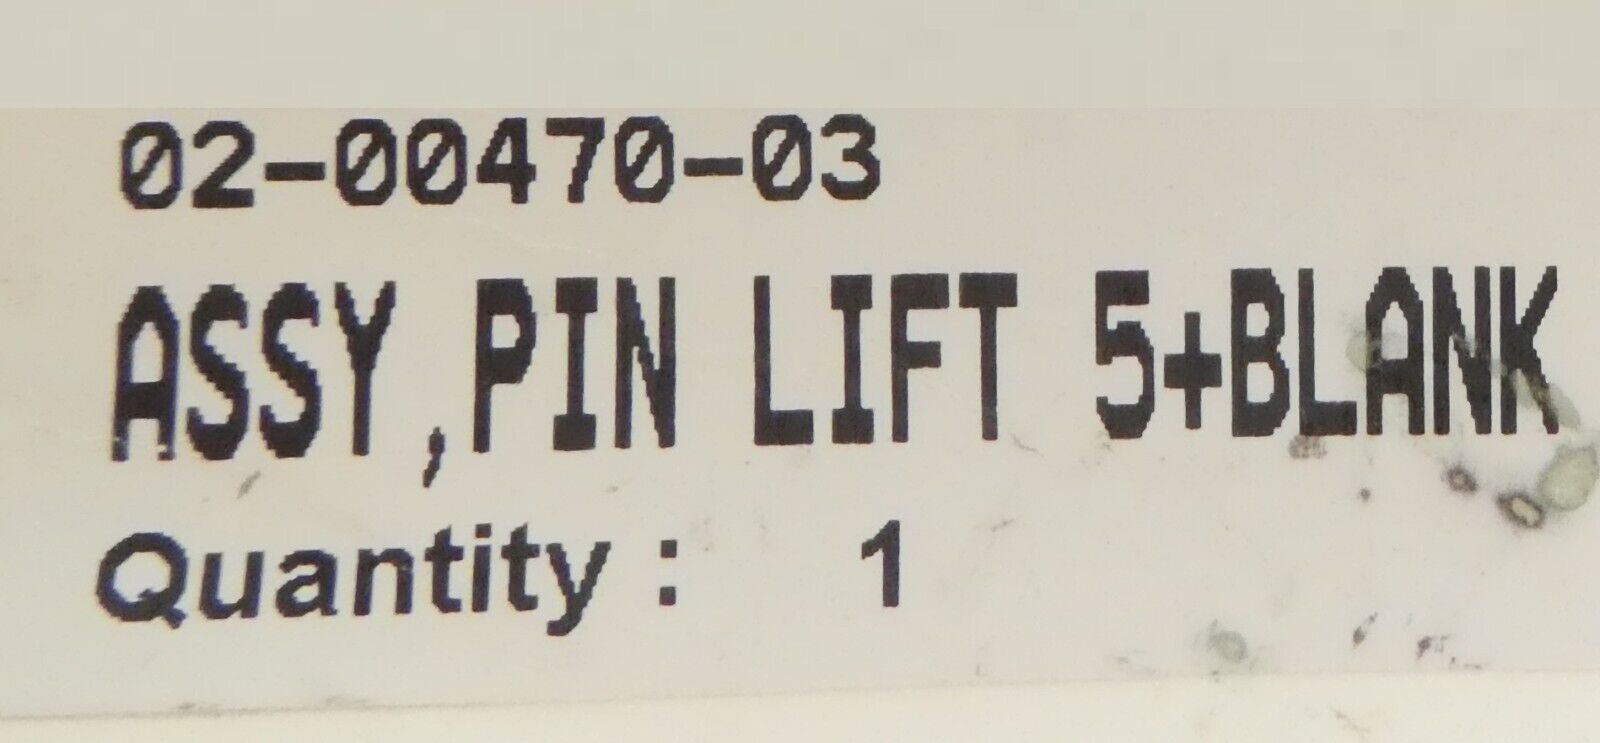 02-00470-03
ASSY,PIN LIFT 5+BLANK
Quantity : 1